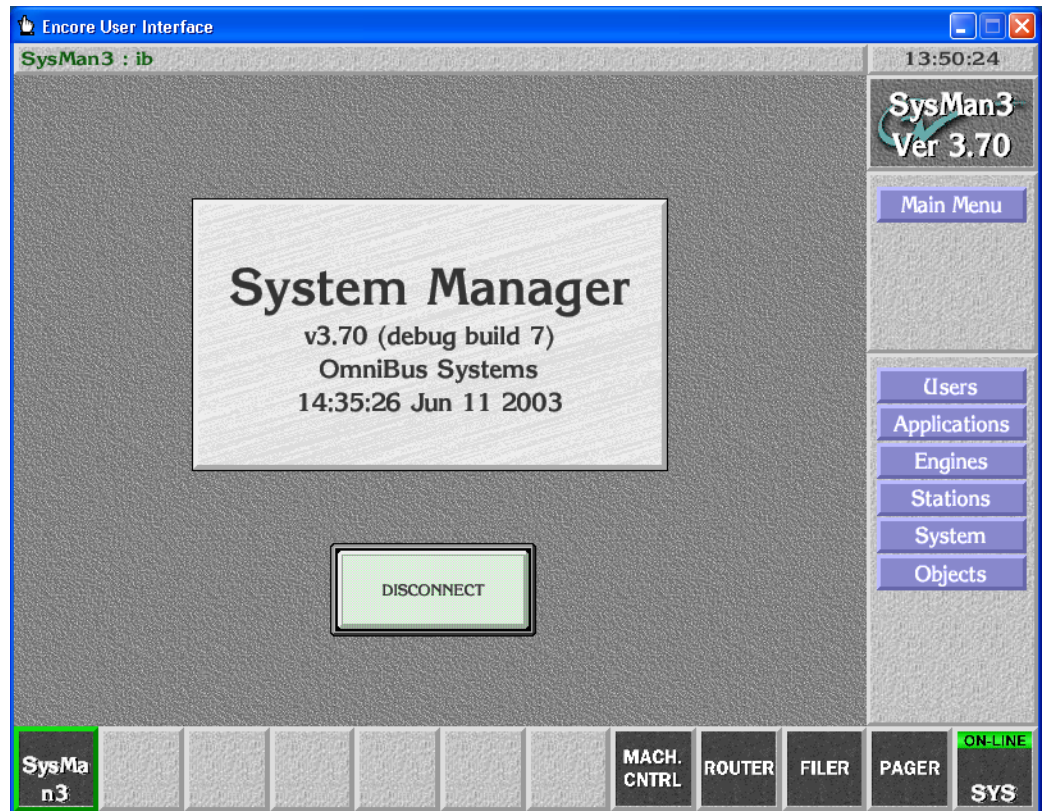 Encore User Interface
SysMan3 : ib
13:50:24
SysMan3
Ver 3.70
Main Menu
System Manager
v3.70 (debug build 7)
OmniBus Systems
14:35:26 Jun 11 2003
DISCONNECT
Users
Applications
Engines
Stations
System
Objects
SysMa
n3
MACH.
CNTRL
ROUTER
FILER
PAGER
ON-LINE
SYS